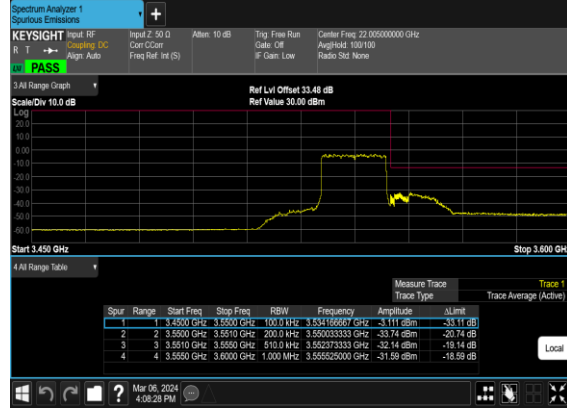 Spectrum Analyzer 1
Spurious Emissions
+
KEYSIGHT Input: RF Input Z: 50 Ω Atten: 10 dB Trig: Free Run Center Freq: 22.005000000 GHz
R T Coupling: DC Corr CCorr Gate: Off Avg|Hold: 100/100
Align: Auto Freq Ref: Int (S) IF Gain: Low Radio Std: None
LW PASS
3 All Range Graph
Ref Lvl Offset 33.48 dB
Scale/Div 10.0 dB Ref Value 30.00 dBm
Log
20.0
10.0
0.00
-10.0
-20.0
-30.0
-40.0
-50.0
-60.0
Start 3.450 GHz Stop 3.600 GHz
4 All Range Table
Measure Trace Trace 1
Trace Type Trace Average (Active)
Spur Range Start Freq Stop Freq RBW Frequency Amplitude ΔLimit
1 1 3.4500 GHz 3.5500 GHz 100.0 kHz 3.534166667 GHz -3.111 dBm -33.11 dB
2 2 3.5500 GHz 3.5510 GHz 200.0 kHz 3.550033333 GHz -33.74 dBm -20.74 dB
3 3 3.5510 GHz 3.5550 GHz 510.0 kHz 3.552373333 GHz -32.14 dBm -19.14 dB
4 4 3.5550 GHz 3.6000 GHz 1.000 MHz 3.555525000 GHz -31.59 dBm -18.59 dB
Local
? Mar 06, 2024
4:08:28 PM